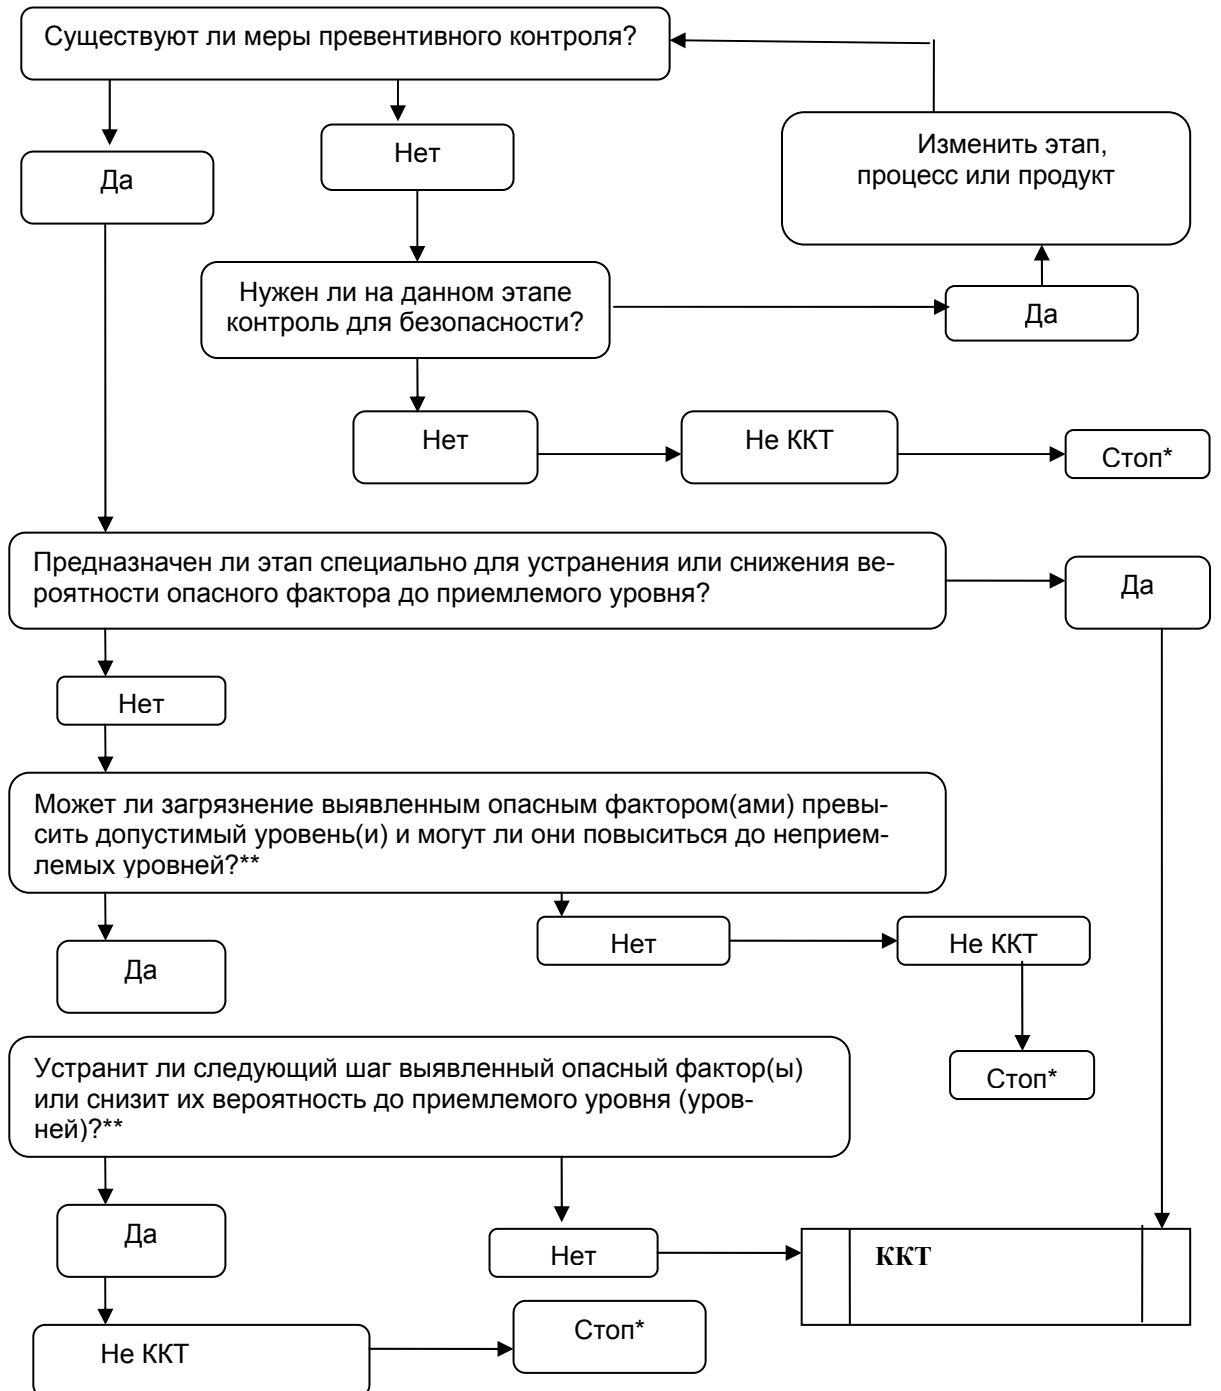 Существуют ли меры превентивного контроля?
Да
Нет
Изменить этап,
процесс или продукт
Нужен ли на данном этапе
контроль для безопасности?
Да
Нет
Не ККТ
Стоп*
Предназначен ли этап специально для устранения или снижения ве-
роятности опасного фактора до приемлемого уровня?
Да
Нет
Может ли загрязнение выявленным опасным фактором(ами) превы-
сить допустимый уровень(и) и могут ли они повыситься до неприем-
лемых уровней?**
Да
Нет
Не ККТ
Стоп*
Устранит ли следующий шаг выявленный опасный фактор(ы)
или снизит их вероятность до приемлемого уровня (уров-
ней)?**
Да
Нет
ККТ
Не ККТ
Стоп*